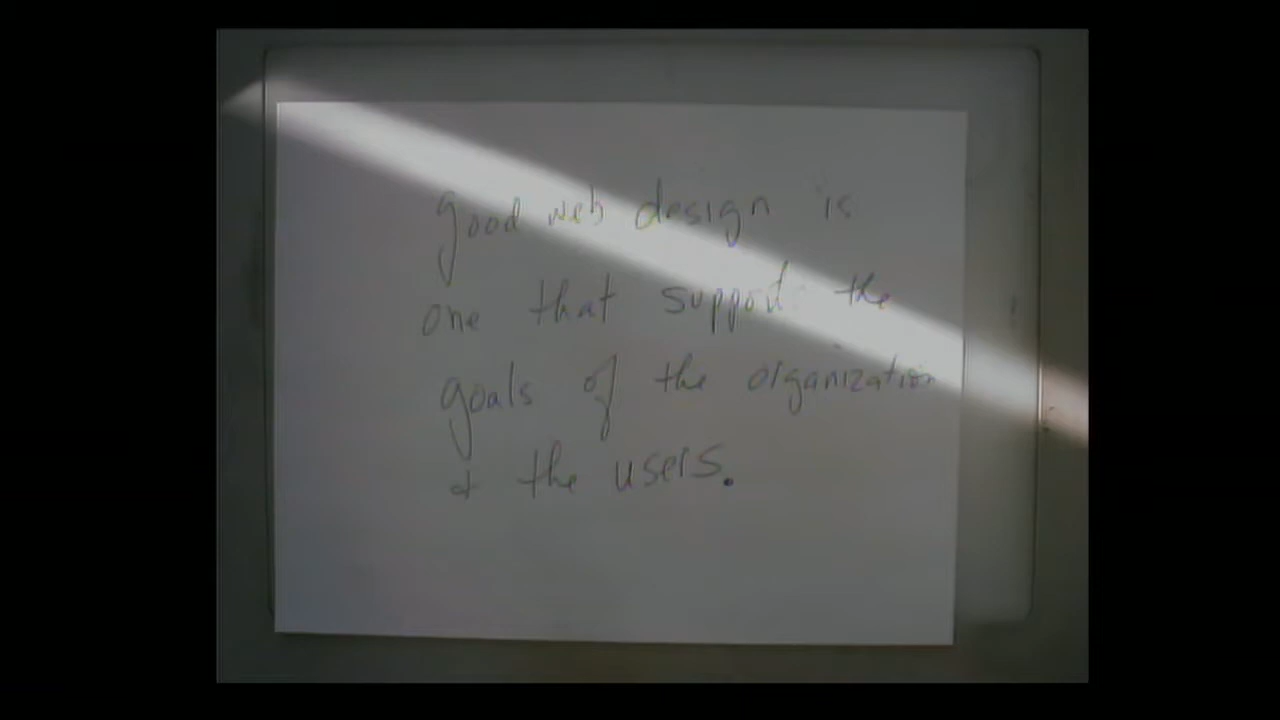 good web design is
one that supports the
goals of the organization
+ the users.